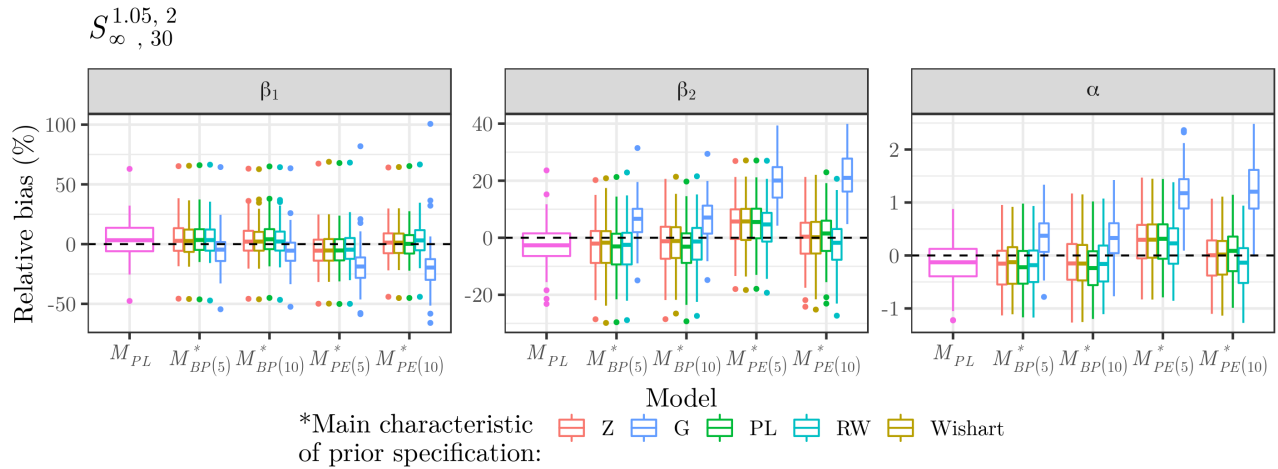 S∞^1.05, 2 , 30
β₁ β₂ α
Relative bias (%)
100
50
0
-50
40
20
0
-20
2
1
0
-1
M_PL M*_BP(5) M*_BP(10) M*_PE(5) M*_PE(10) M_PL M*_BP(5) M*_BP(10) M*_PE(5) M*_PE(10) M_PL M*_BP(5) M*_BP(10) M*_PE(5) M*_PE(10)
Model
*Main characteristic
of prior specification:
Z G PL RW Wishart